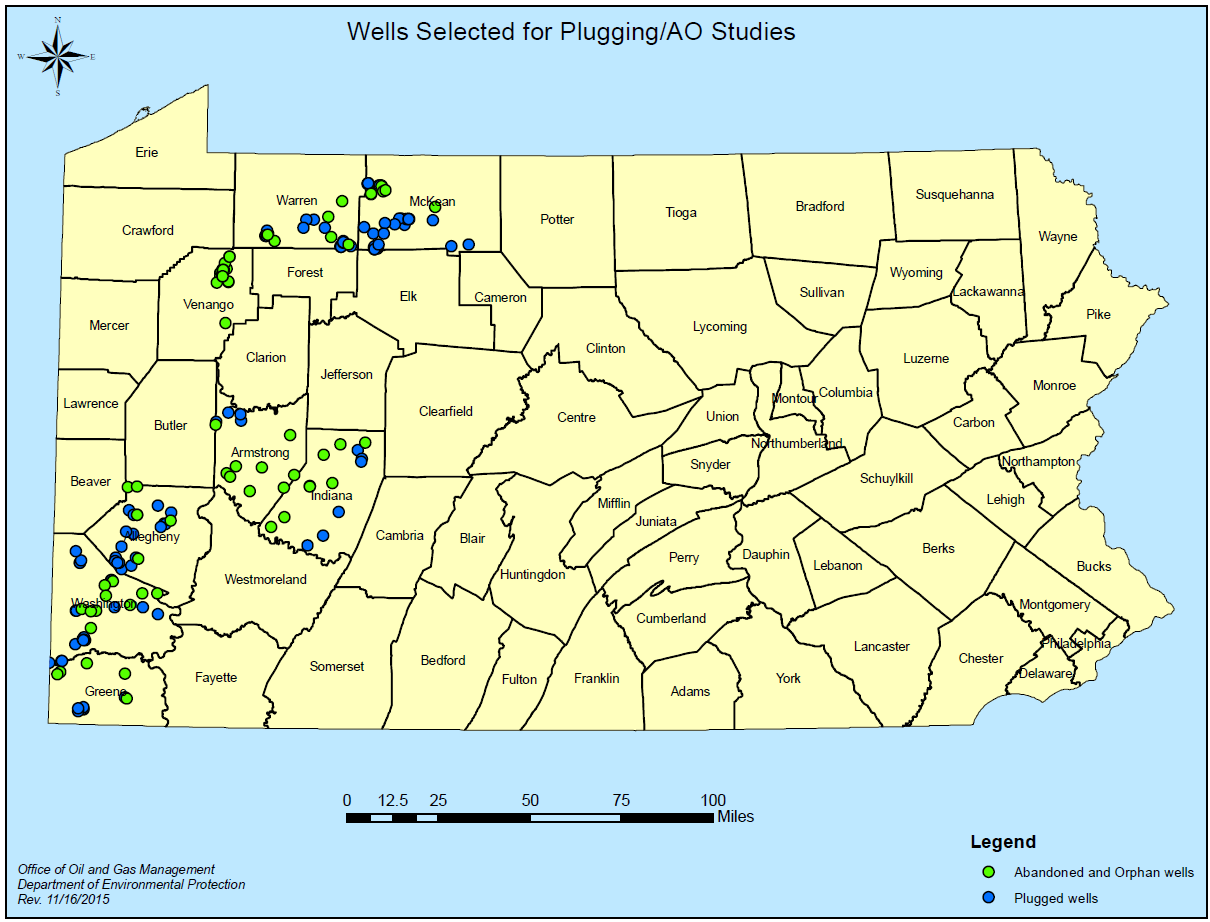 Wells Selected for Plugging/AO Studies
N
W
E
S
Erie
Warren
McKean
Susquehanna
Crawford
Potter
Tioga
Bradford
Wayne
Forest
Wyoming
Venango
Elk
Cameron
Sullivan
Lackawanna
Mercer
Lycoming
Pike
Clarion
Clinton
Luzerne
Jefferson
Monroe
Lawrence
Clearfield
Centre
Union
Montour
Columbia
Butler
Carbon
Armstrong
Northumberland
Snyder
Northampton
Beaver
Indiana
Schuylkill
Lehigh
Mifflin
Juniata
Allegheny
Cambria
Blair
Perry
Dauphin
Berks
Huntingdon
Lebanon
Bucks
Westmoreland
Washington
Cumberland
Montgomery
Philadelphia
Lancaster
Somerset
Bedford
Chester
Fayette
Fulton
Franklin
York
Delaware
Greene
Adams
0 12.5 25 50 75 100
Miles
Legend
Abandoned and Orphan wells
Plugged wells
Office of Oil and Gas Management
Department of Environmental Protection
Rev. 11/16/2015